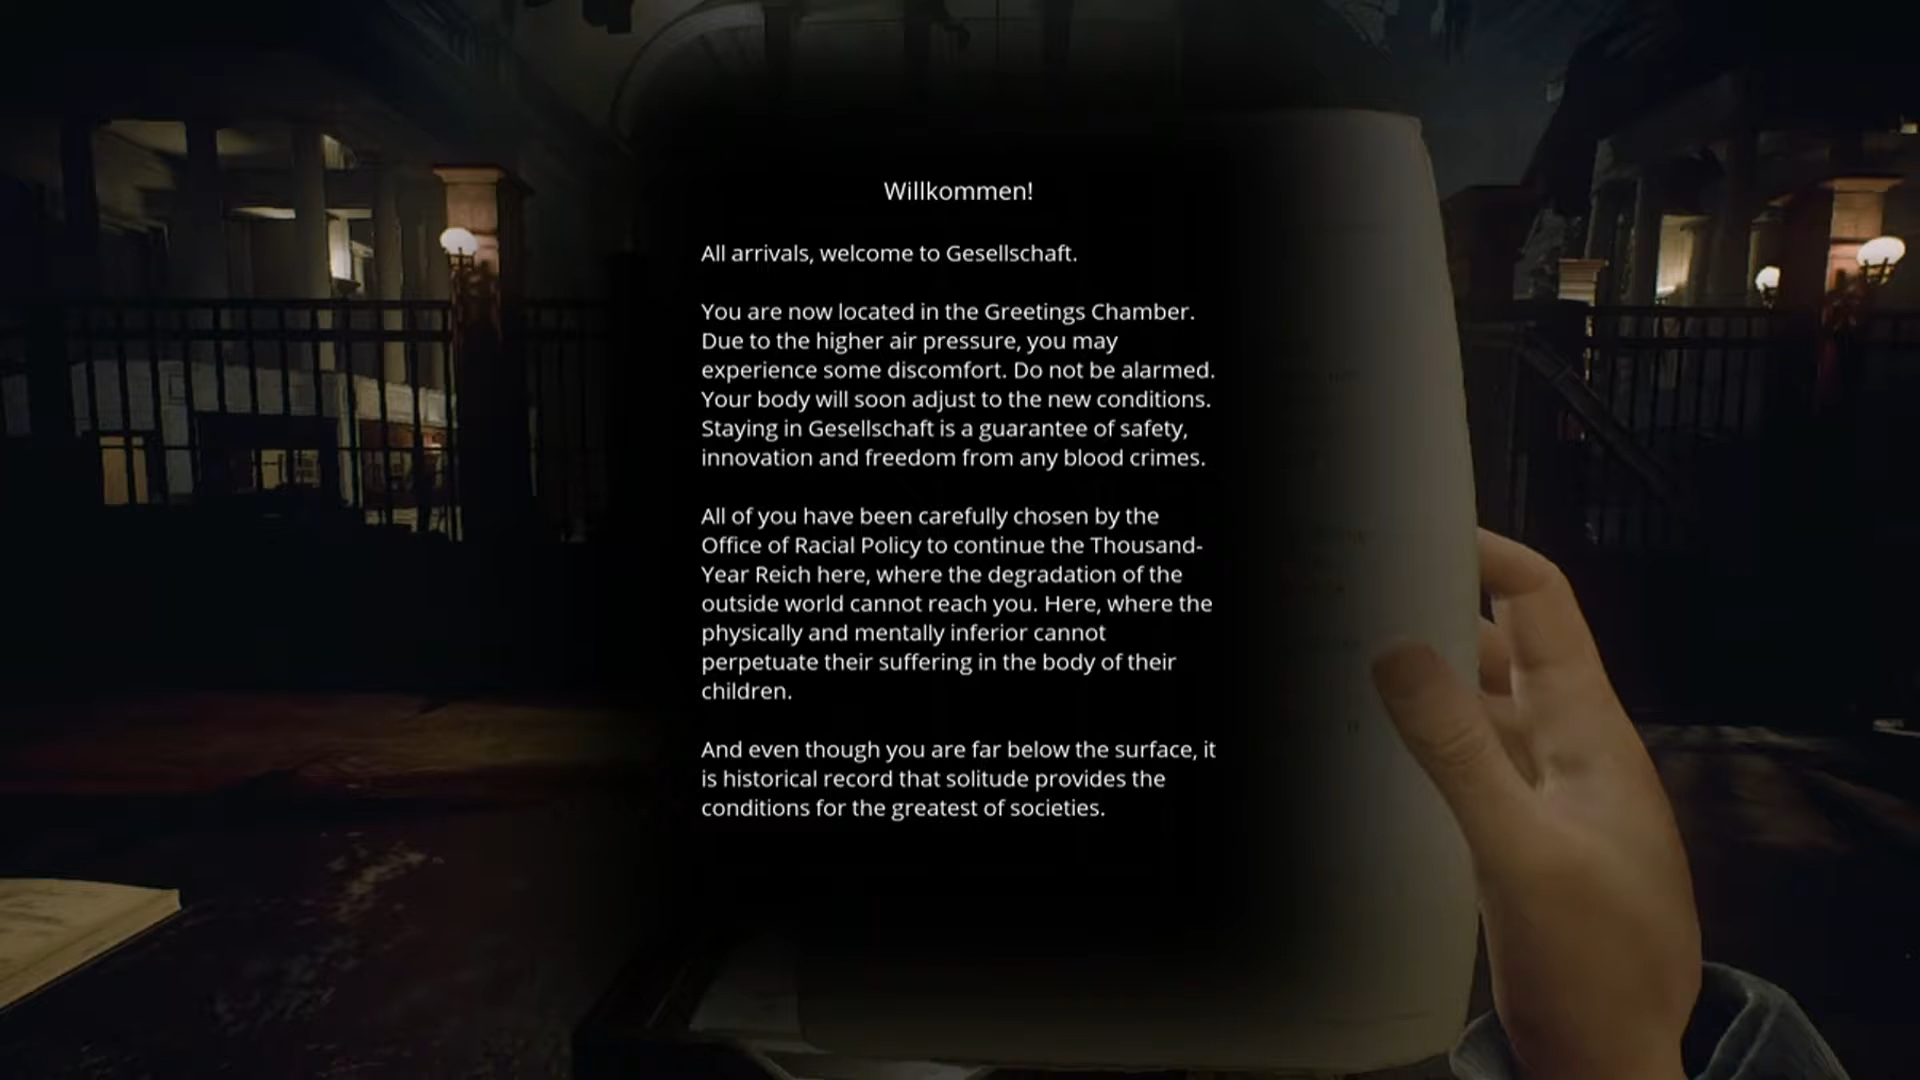 Willkommen!
All arrivals, welcome to Gesellschaft.
You are now located in the Greetings Chamber.
Due to the higher air pressure, you may
experience some discomfort. Do not be alarmed.
Your body will soon adjust to the new conditions.
Staying in Gesellschaft is a guarantee of safety,
innovation and freedom from any blood crimes.
All of you have been carefully chosen by the
Office of Racial Policy to continue the Thousand-
Year Reich here, where the degradation of the
outside world cannot reach you. Here, where the
physically and mentally inferior cannot
perpetuate their suffering in the body of their
children.
And even though you are far below the surface, it
is historical record that solitude provides the
conditions for the greatest of societies.